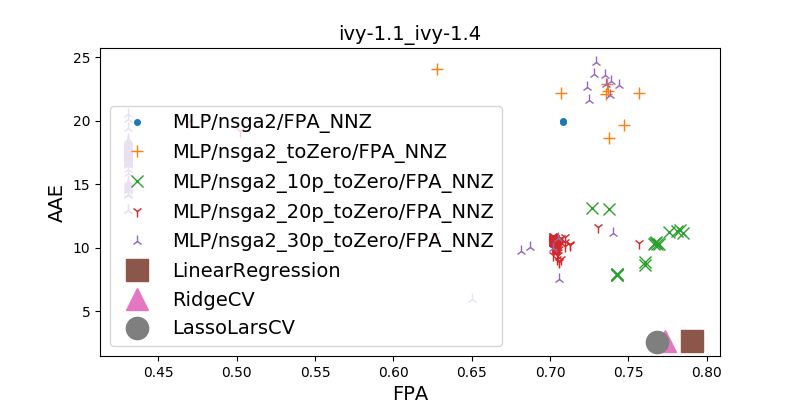 ivy-1.1_ivy-1.4
AAE
25
20
15
10
5
MLP/nsga2/FPA_NNZ
MLP/nsga2_toZero/FPA_NNZ
MLP/nsga2_10p_toZero/FPA_NNZ
MLP/nsga2_20p_toZero/FPA_NNZ
MLP/nsga2_30p_toZero/FPA_NNZ
LinearRegression
RidgeCV
LassoLarsCV
0.45 0.50 0.55 0.60 0.65 0.70 0.75 0.80
FPA